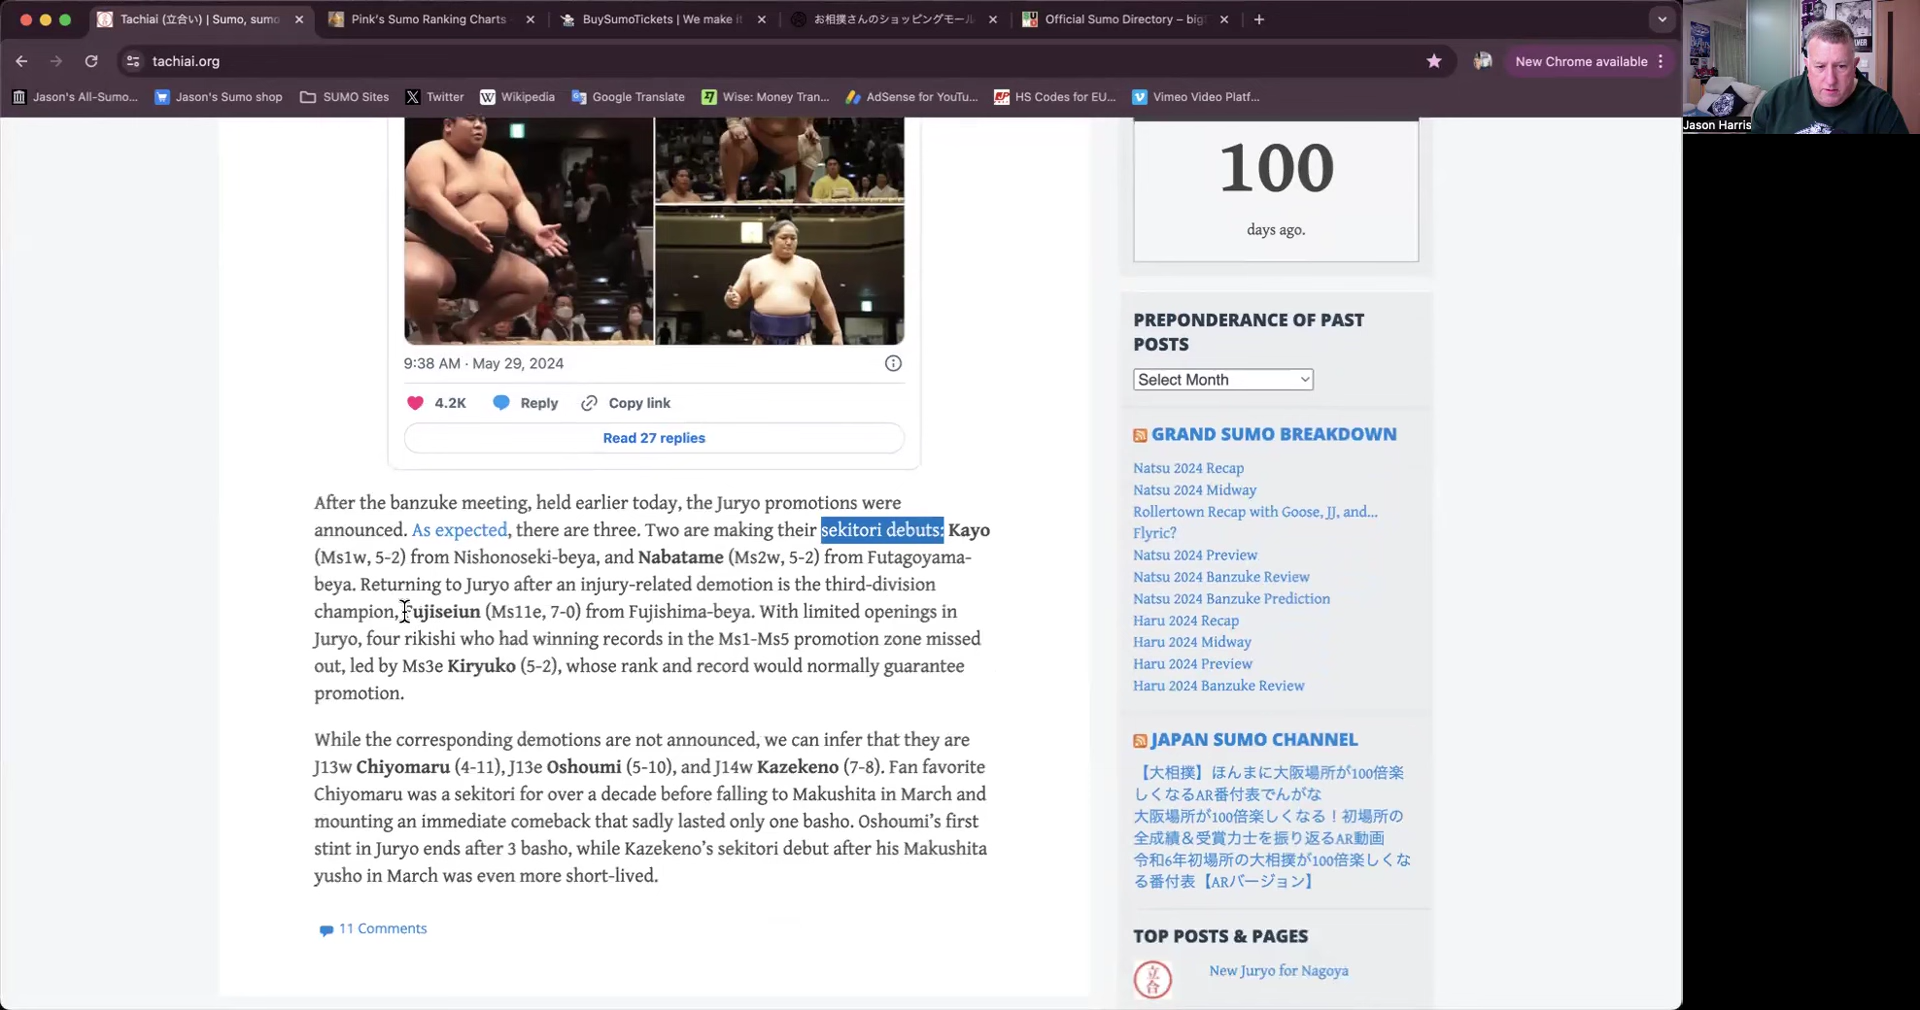 Tachiai (立合い) | Sumo, sumo
Pink's Sumo Ranking Charts
BuySumoTickets | We make it
お相撲さんのショッピングモール
Official Sumo Directory – big
tachiai.org
New Chrome available
Jason's All-Sumo...
Jason's Sumo shop
SUMO Sites
Twitter
Wikipedia
Google Translate
Wise: Money Tran...
AdSense for YouTu...
HS Codes for EU...
Vimeo Video Platf...
Jason Harris
9:38 AM · May 29, 2024
4.2K
Reply
Copy link
Read 27 replies
After the banzuke meeting, held earlier today, the Juryo promotions were
announced. As expected, there are three. Two are making their sekitori debuts: Kayo
(Ms1w, 5-2) from Nishonoseki-beya, and Nabatame (Ms2w, 5-2) from Futagoyama-
beya. Returning to Juryo after an injury-related demotion is the third-division
champion, Fujiseiun (Ms11e, 7-0) from Fujishima-beya. With limited openings in
Juryo, four rikishi who had winning records in the Ms1-Ms5 promotion zone missed
out, led by Ms3e Kiryuko (5-2), whose rank and record would normally guarantee
promotion.
While the corresponding demotions are not announced, we can infer that they are
J13w Chiyomaru (4-11), J13e Oshoumi (5-10), and J14w Kazekeno (7-8). Fan favorite
Chiyomaru was a sekitori for over a decade before falling to Makushita in March and
mounting an immediate comeback that sadly lasted only one basho. Oshoumi's first
stint in Juryo ends after 3 basho, while Kazekeno's sekitori debut after his Makushita
yusho in March was even more short-lived.
11 Comments
100
days ago.
PREPONDERANCE OF PAST
POSTS
Select Month
GRAND SUMO BREAKDOWN
Natsu 2024 Recap
Natsu 2024 Midway
Rollertown Recap with Goose, JJ, and...
Flyric?
Natsu 2024 Preview
Natsu 2024 Banzuke Review
Natsu 2024 Banzuke Prediction
Haru 2024 Recap
Haru 2024 Midway
Haru 2024 Preview
Haru 2024 Banzuke Review
JAPAN SUMO CHANNEL
【大相撲】ほんまに大阪場所が100倍楽
しくなるAR番付表でんがな
大阪場所が100倍楽しくなる！初場所の
全成績＆受賞力士を振り返るAR動画
令和6年初場所の大相撲が100倍楽しくな
る番付表【ARバージョン】
TOP POSTS & PAGES
立
合
New Juryo for Nagoya